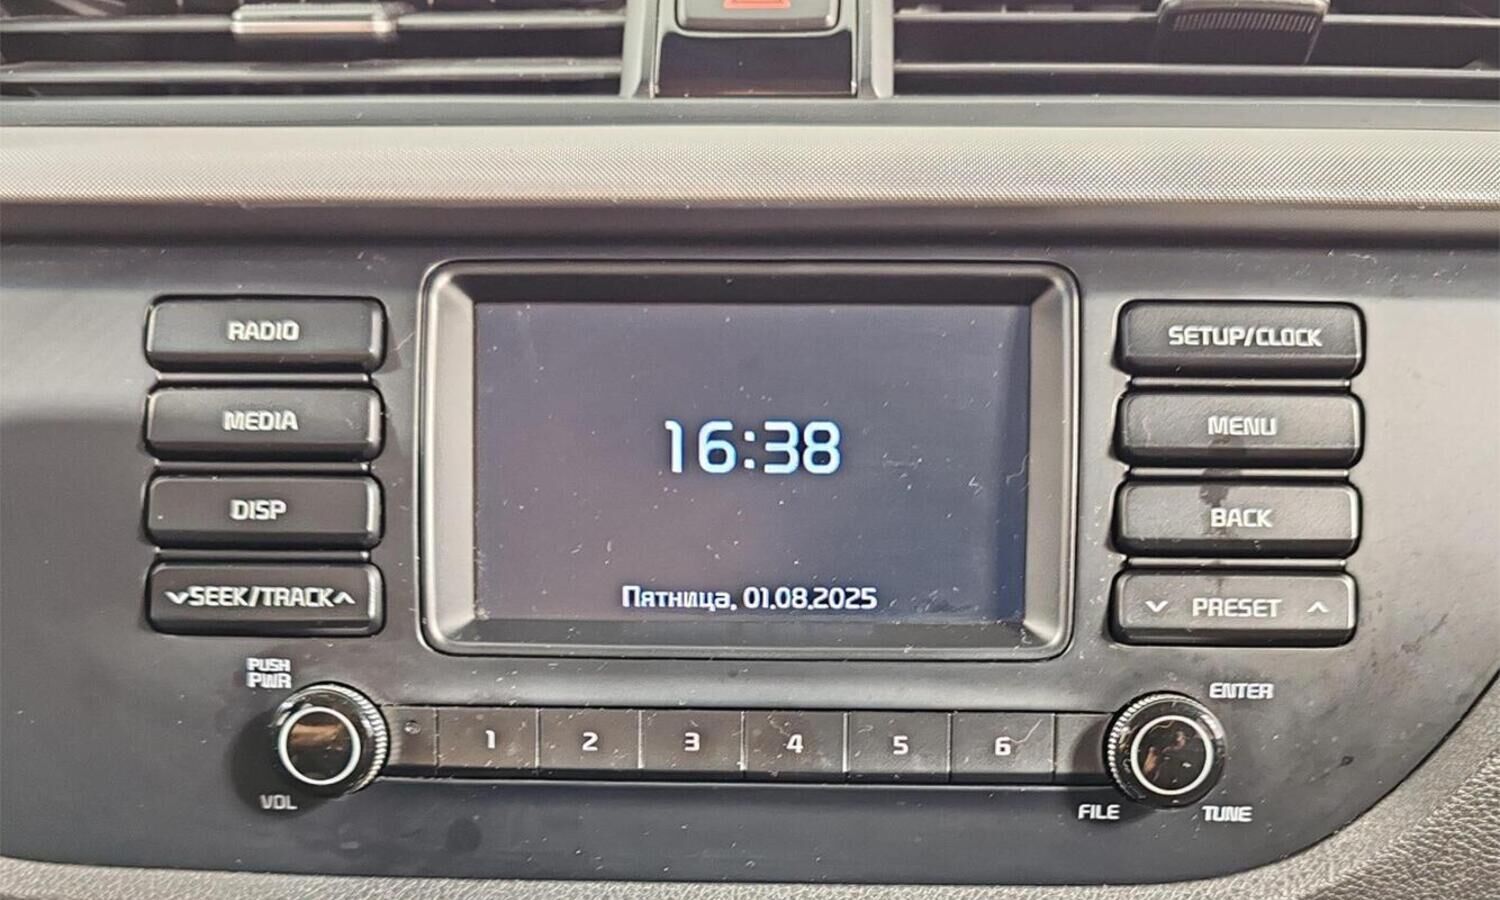 RADIO
MEDIA
DISP
SEEK/TRACK
16:38
Пятница, 01.08.2025
SETUP/CLOCK
MENU
BACK
PRESET
PUSH
PWR
VOL
1 2 3 4 5 6
ENTER
FILE
TUNE